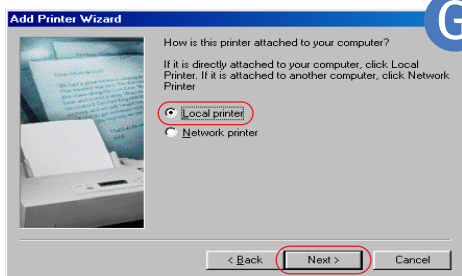 Add Printer Wizard
G
How is this printer attached to your computer?
If it is directly attached to your computer, click Local
Printer. If it is attached to another computer, click Network
Printer
Local printer
Network printer
< Back
Next >
Cancel